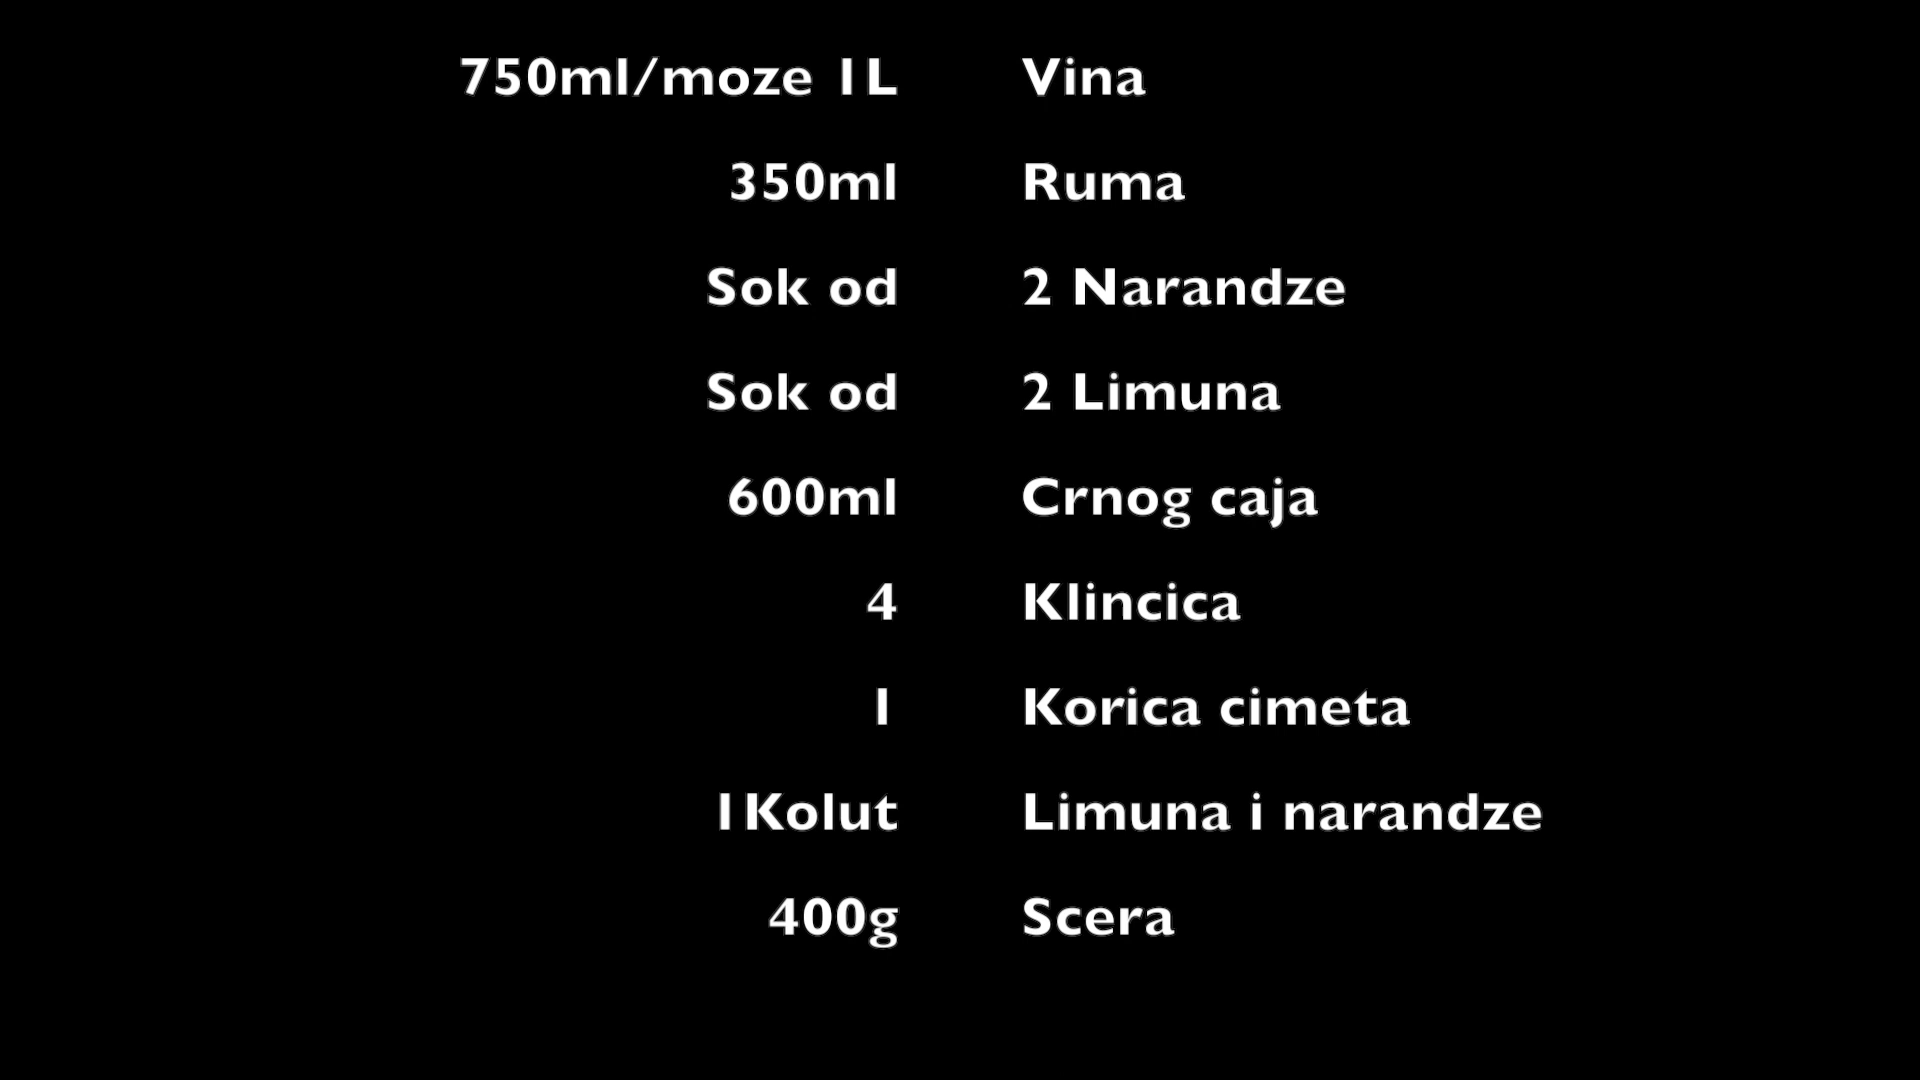 750ml/moze 1L Vina
350ml Ruma
Sok od 2 Narandze
Sok od 2 Limuna
600ml Crnog caja
4 Klincica
1 Korica cimeta
1Kolut Limuna i narandze
400g Scera